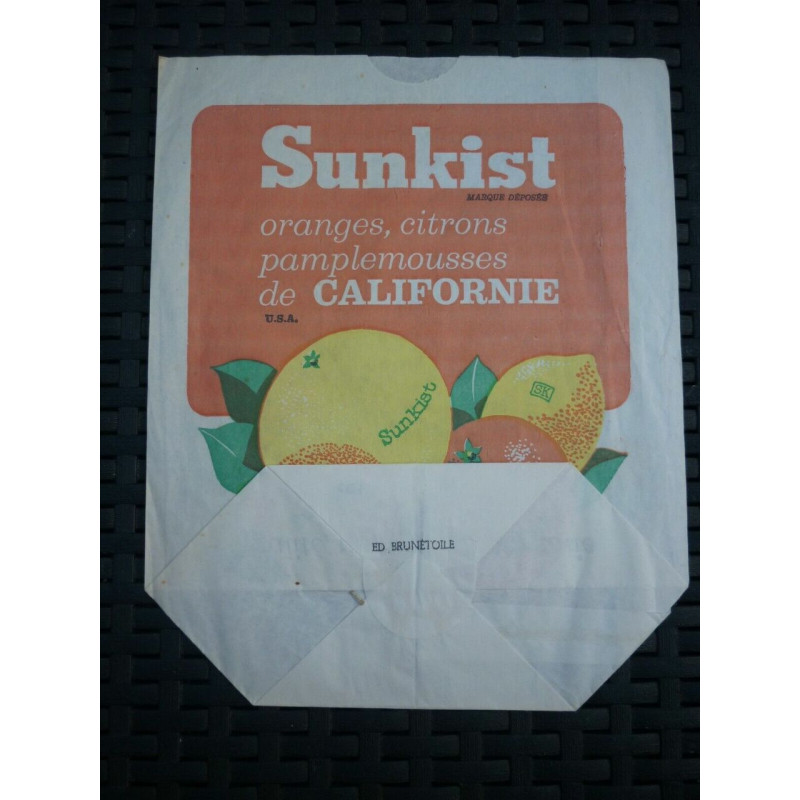 Sunkist
MARQUE DÉPOSÉE
oranges, citrons
pamplemousses
de CALIFORNIE
U.S.A.
Sunkist
SK
ED BRUNÉTOILE